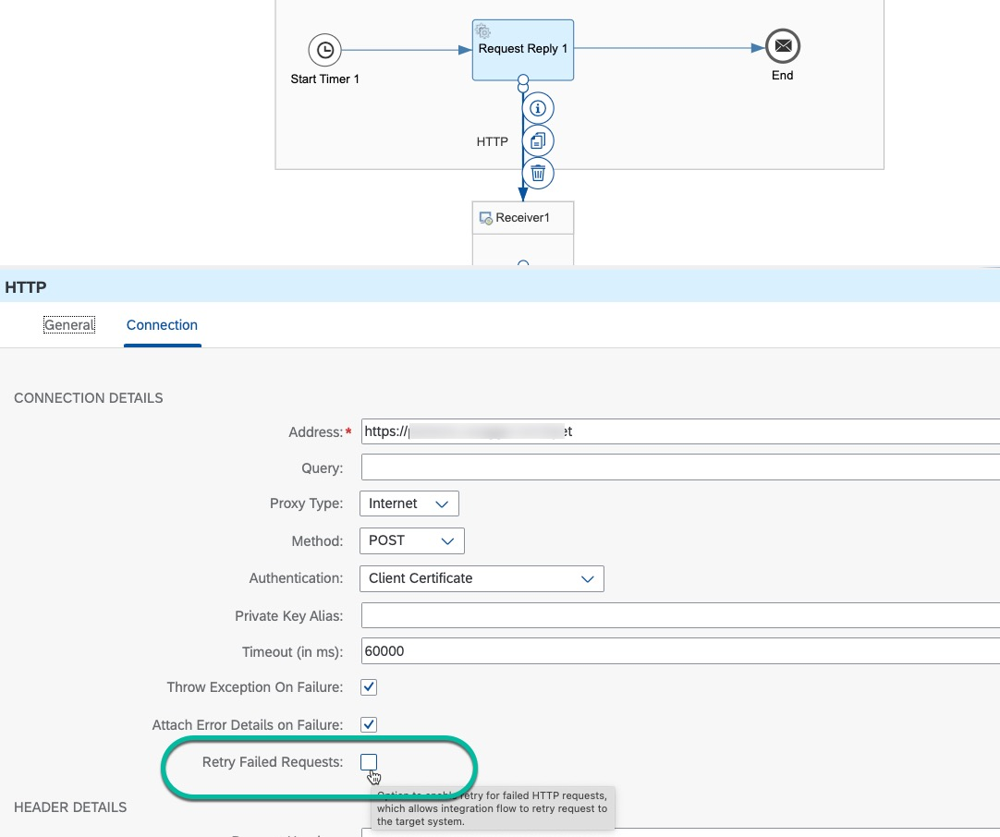 Start Timer 1
Request Reply 1
End
HTTP
Receiver1
HTTP
General
Connection
CONNECTION DETAILS
Address:*
https://
et
Query:
Proxy Type:
Internet
Method:
POST
Authentication:
Client Certificate
Private Key Alias:
Timeout (in ms):
60000
Throw Exception On Failure:
Attach Error Details on Failure:
Retry Failed Requests:
Option to enable retry for failed HTTP requests,
which allows integration flow to retry request to
the target system.
HEADER DETAILS